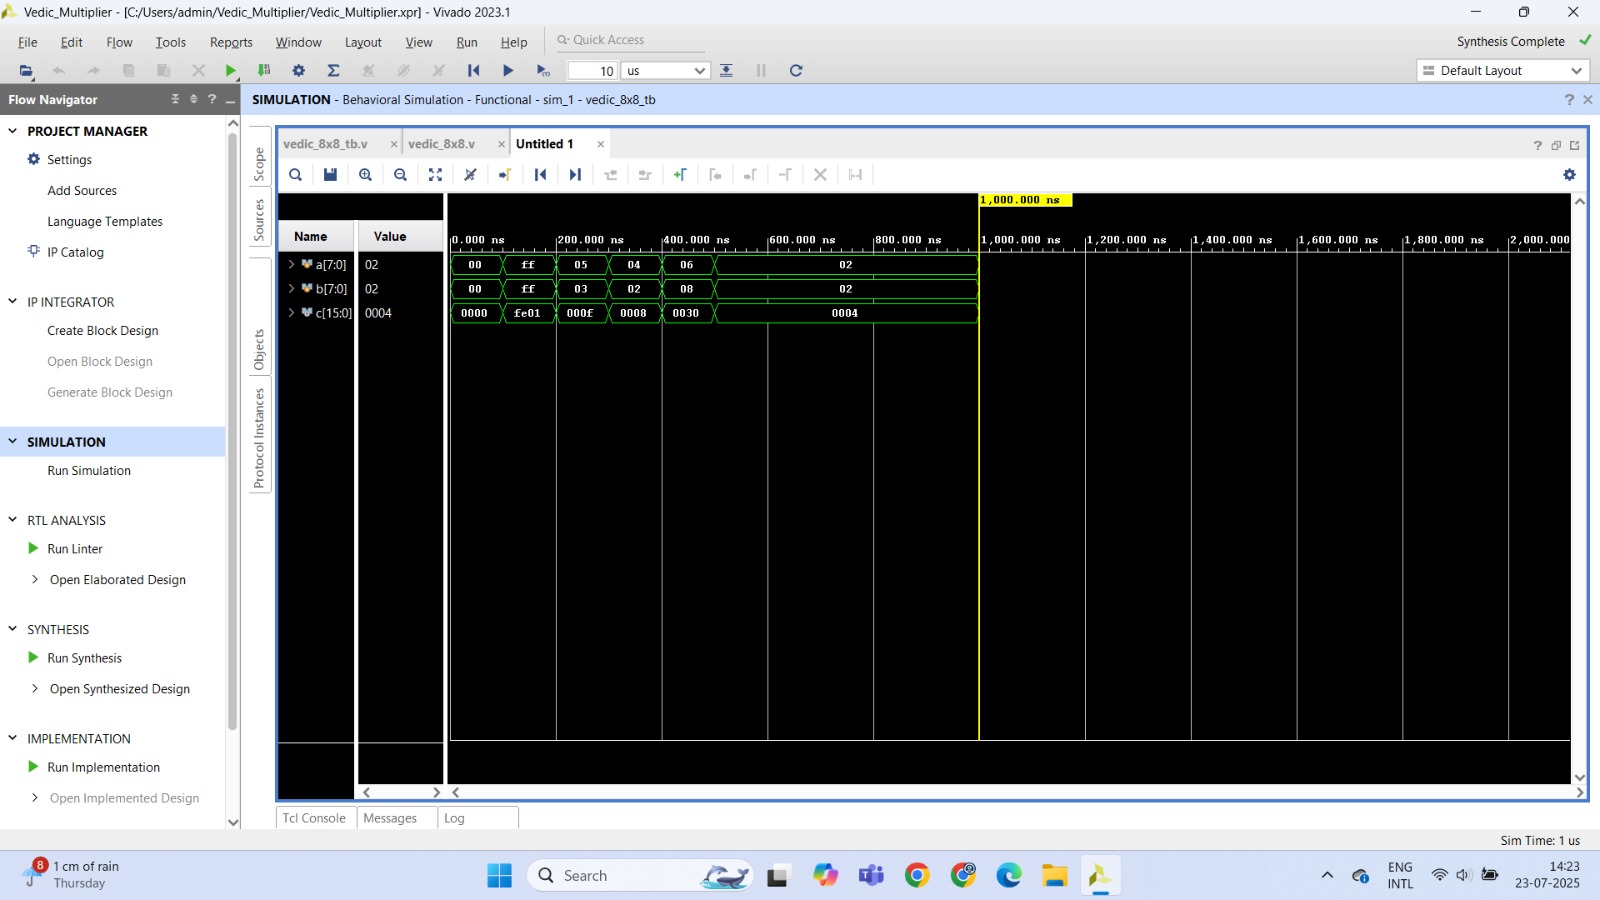 Vedic_Multiplier - [C:/Users/admin/Vedic_Multiplier/Vedic_Multiplier.xpr] - Vivado 2023.1
File Edit Flow Tools Reports Window Layout View Run Help Quick Access
Synthesis Complete
10 us
Default Layout
Flow Navigator
SIMULATION - Behavioral Simulation - Functional - sim_1 - vedic_8x8_tb
PROJECT MANAGER
Settings
Add Sources
Language Templates
IP Catalog
IP INTEGRATOR
Create Block Design
Open Block Design
Generate Block Design
SIMULATION
Run Simulation
RTL ANALYSIS
Run Linter
Open Elaborated Design
SYNTHESIS
Run Synthesis
Open Synthesized Design
IMPLEMENTATION
Run Implementation
Open Implemented Design
Scope
Sources
Objects
Protocol Instances
vedic_8x8_tb.v vedic_8x8.v Untitled 1
1,000.000 ns
Name Value
0.000 ns 200.000 ns 400.000 ns 600.000 ns 800.000 ns 1,000.000 ns 1,200.000 ns 1,400.000 ns 1,600.000 ns 1,800.000 ns 2,000.000
a[7:0] 02 00 ff 05 04 06 02
b[7:0] 02 00 ff 03 02 08 02
c[15:0] 0004 0000 fe01 000f 0008 0030 0004
Tcl Console Messages Log
Sim Time: 1 us
8
1 cm of rain
Thursday
Search
ENG
INTL
14:23
23-07-2025